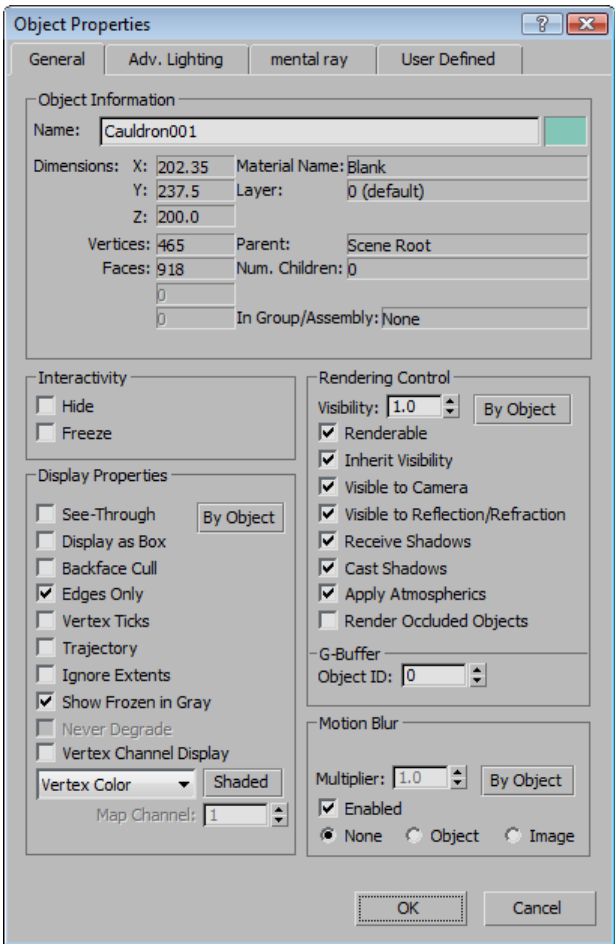 Object Properties
General Adv. Lighting mental ray User Defined
Object Information
Name: Cauldron001
Dimensions: X: 202.35 Material Name: Blank
Y: 237.5 Layer: 0 (default)
Z: 200.0
Vertices: 465 Parent: Scene Root
Faces: 918 Num. Children: 0
0
0 In Group/Assembly: None
Interactivity
Hide
Freeze
Display Properties
See-Through By Object
Display as Box
Backface Cull
Edges Only
Vertex Ticks
Trajectory
Ignore Extents
Show Frozen in Gray
Never Degrade
Vertex Channel Display
Vertex Color Shaded
Map Channel: 1
Rendering Control
Visibility: 1.0 By Object
Renderable
Inherit Visibility
Visible to Camera
Visible to Reflection/Refraction
Receive Shadows
Cast Shadows
Apply Atmospherics
Render Occluded Objects
G-Buffer
Object ID: 0
Motion Blur
Multiplier: 1.0 By Object
Enabled
None Object Image
OK Cancel